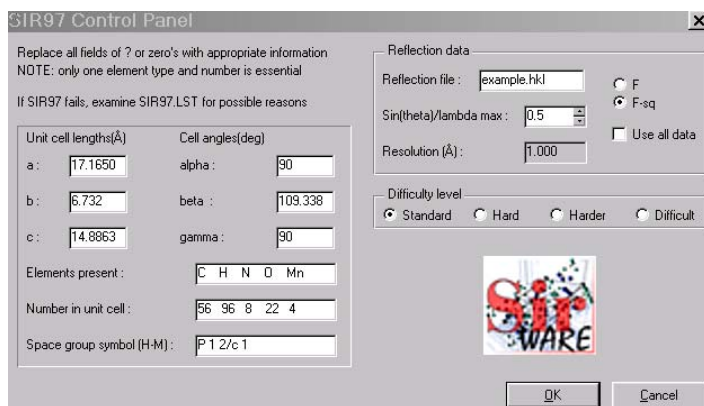 SIR97 Control Panel
Replace all fields of ? or zero's with appropriate information
NOTE: only one element type and number is essential
If SIR97 fails, examine SIR97.LST for possible reasons
Unit cell lengths(Å) Cell angles(deg)
a : 17.1650 alpha : 90
b : 6.732 beta : 109.338
c : 14.8863 gamma : 90
Elements present : C H N O Mn
Number in unit cell : 56 96 8 22 4
Space group symbol (H-M) : P 1 2/c 1
Reflection data
Reflection file : example.hkl F
F-sq
Sin(theta)/lambda max : 0.5
Use all data
Resolution (Å) : 1.000
Difficulty level
Standard Hard Harder Difficult
Sir
WARE
OK Cancel